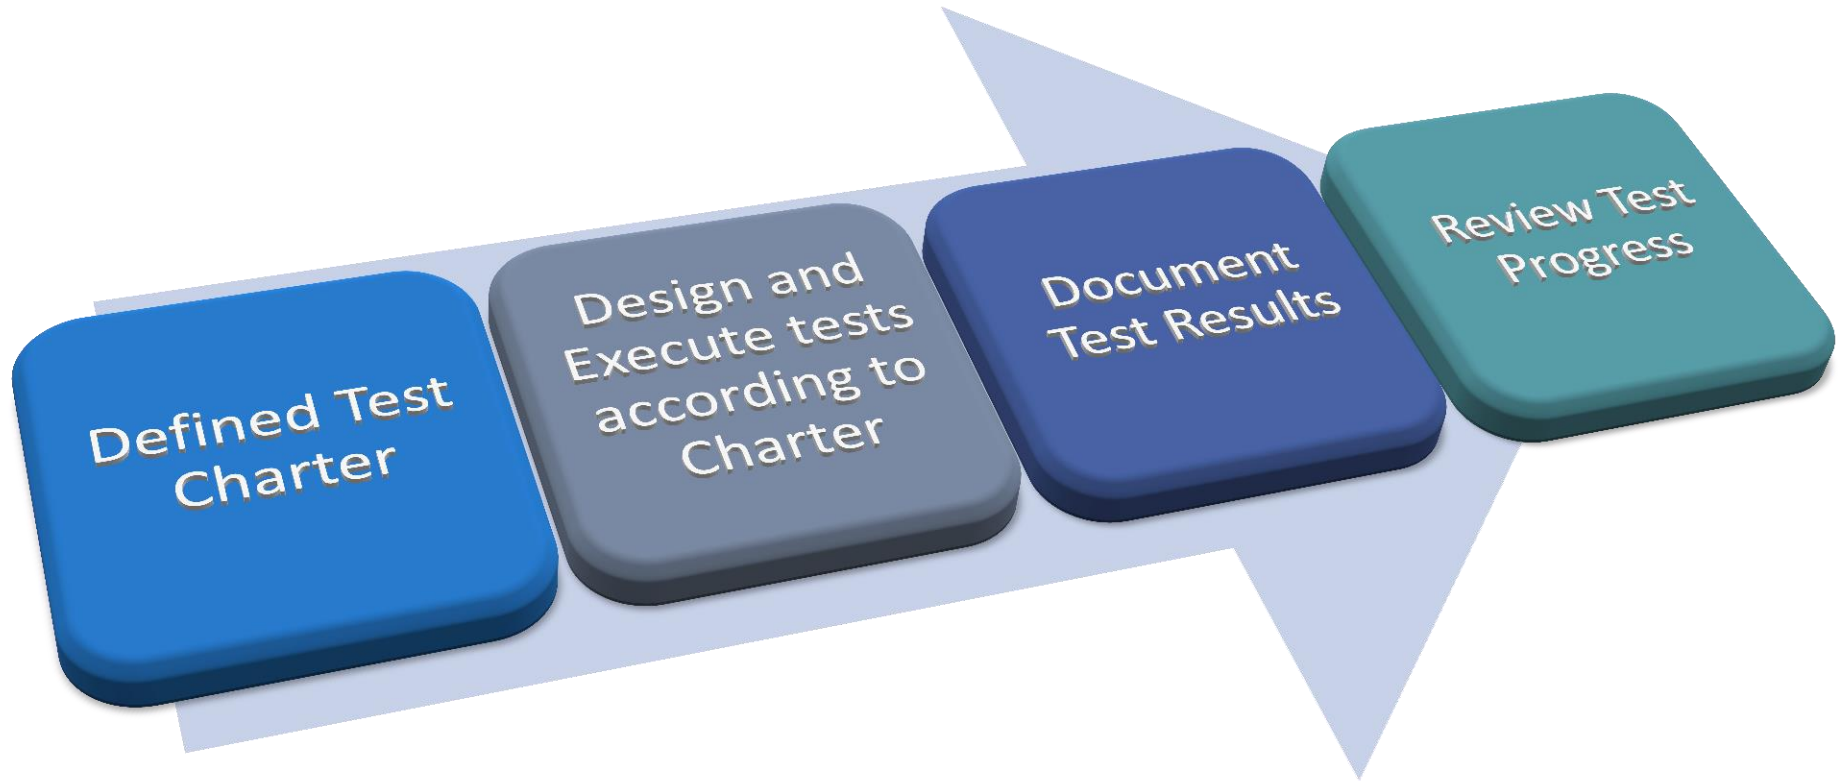 Defined Test
Charter
Design and
Execute tests
according to
Charter
Document
Test Results
Review Test
Progress